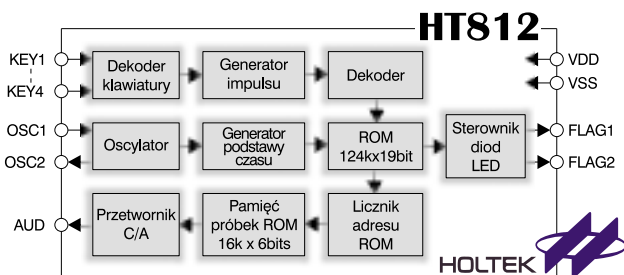 HT812
KEY1
KEY4
Dekoder
klawiatury
Generator
impulsu
Dekoder
VDD
VSS
OSC1
OSC2
Oscylator
Generator
podstawy
czasu
ROM
124kx19bit
Sterownik
diod
LED
FLAG1
FLAG2
AUD
Przetwornik
C/A
Pamięć
próbek ROM
16k x 6bits
Licznik
adresu
ROM
HOLTEK